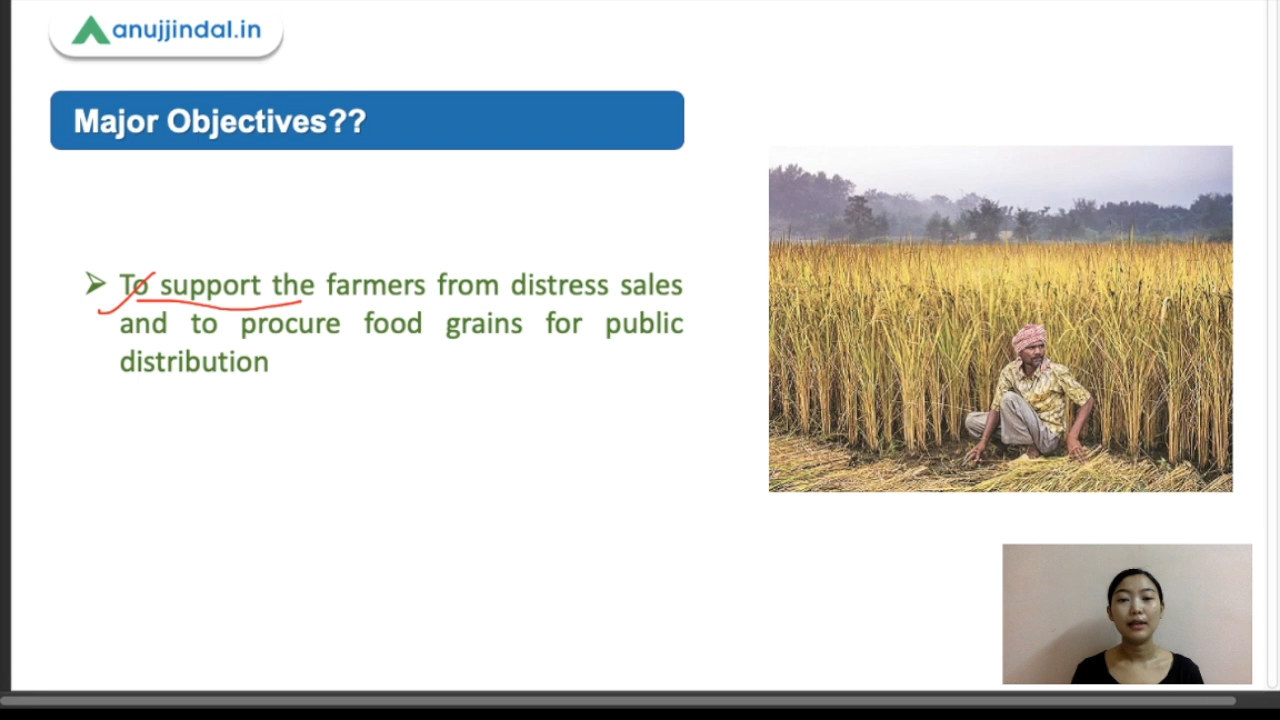 anujjindal.in
Major Objectives??
➢ To support the farmers from distress sales
and to procure food grains for public
distribution